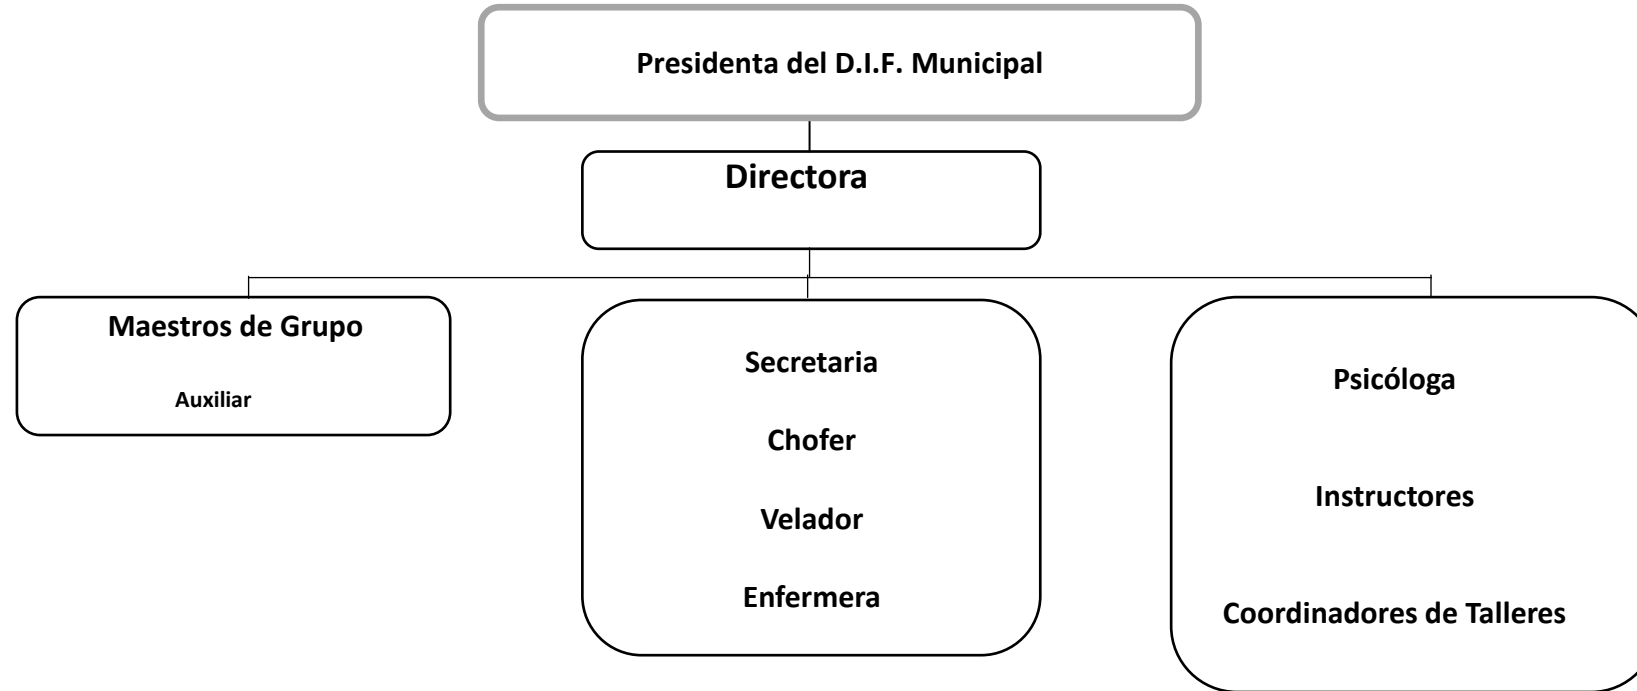 Presidenta del D.I.F. Municipal
Directora
Maestros de Grupo
Auxiliar
Secretaria
Chofer
Velador
Enfermera
Psicóloga
Instructores
Coordinadores de Talleres